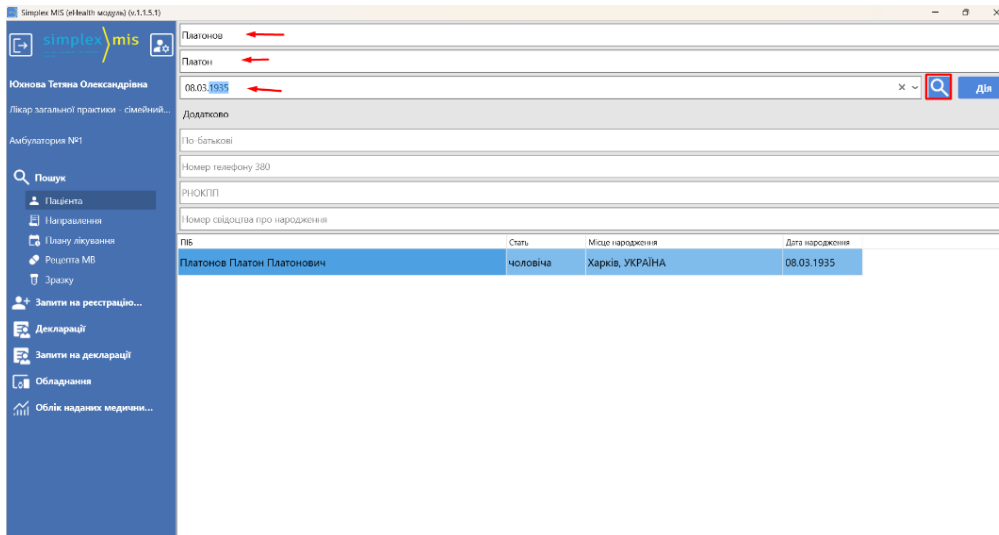 Simplex MIS (eHealth модуль) (v.1.1.5.1)
simplex mis
Юхнова Тетяна Олександрівна
Лікар загальної практики - сімейний...
Амбулаторія №1
Пошук
Пацієнта
Направлення
Плану лікування
Рецепта МВ
Зразку
Запити на реєстрацію...
Декларації
Запити на декларації
Обладнання
Облік наданих медични...
Платонов
Платон
08.03.1935
Дія
Додатково
По-батькові
Номер телефону 380
РНОКПП
Номер свідоцтва про народження
ПІБ Стать Місце народження Дата народження
Платонов Платон Платонович чоловіча Харків, УКРАЇНА 08.03.1935